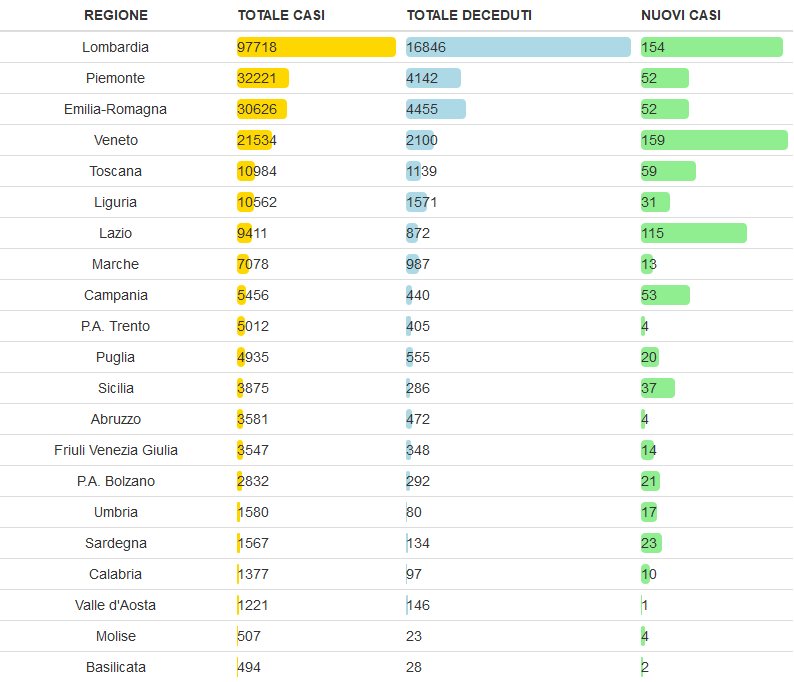 REGIONE TOTALE CASI TOTALE DECEDUTI NUOVI CASI
Lombardia 97718 16846 154
Piemonte 32221 4142 52
Emilia-Romagna 30626 4455 52
Veneto 21534 2100 159
Toscana 10984 1139 59
Liguria 10562 1571 31
Lazio 9411 872 115
Marche 7078 987 13
Campania 5456 440 53
P.A. Trento 5012 405 4
Puglia 4935 555 20
Sicilia 3875 286 37
Abruzzo 3581 472 4
Friuli Venezia Giulia 3547 348 14
P.A. Bolzano 2832 292 21
Umbria 1580 80 17
Sardegna 1567 134 23
Calabria 1377 97 10
Valle d'Aosta 1221 146 1
Molise 507 23 4
Basilicata 494 28 2